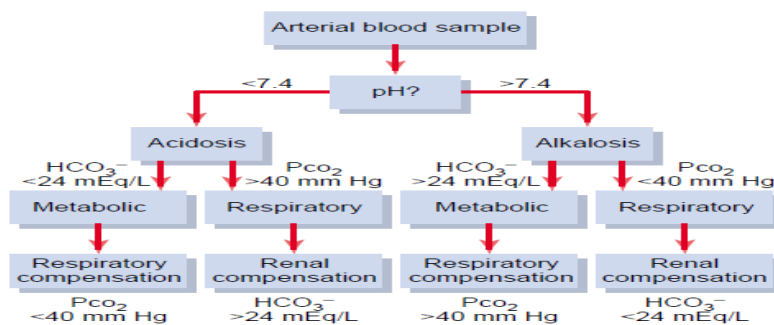 Arterial blood sample
<7.4
pH?
>7.4
Acidosis
Alkalosis
HCO₃⁻
<24 mEq/L
Pco₂
>40 mm Hg
HCO₃⁻
>24 mEq/L
Pco₂
<40 mm Hg
Metabolic
Respiratory
Metabolic
Respiratory
Respiratory
compensation
Renal
compensation
Respiratory
compensation
Renal
compensation
Pco₂
<40 mm Hg
HCO₃⁻
>24 mEq/L
Pco₂
>40 mm Hg
HCO₃⁻
<24 mEq/L